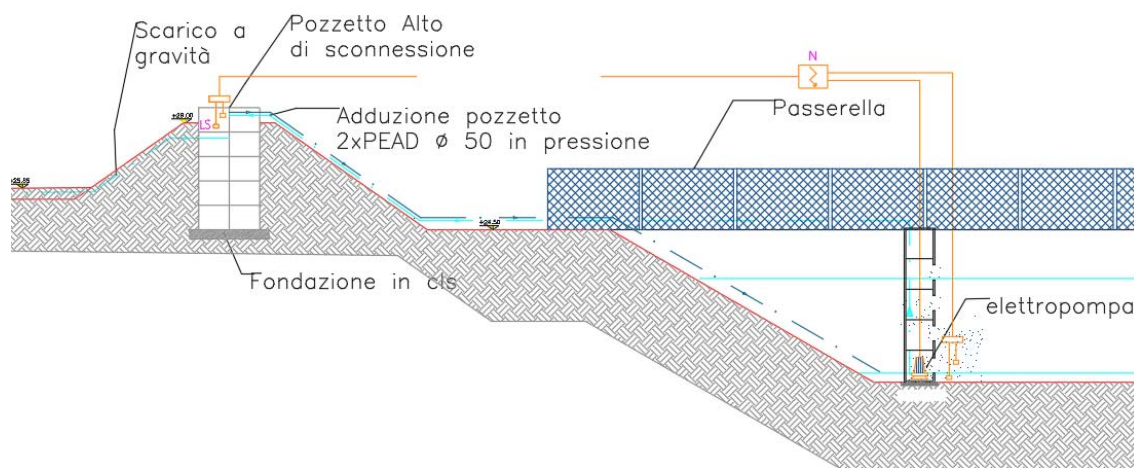 Scarico a
gravità
Pozzetto Alto
di sconnessione
N
Passerella
+28.00
LS
Adduzione pozzetto
2xPEAD ø 50 in pressione
+24.50
Fondazione in cls
elettropompa